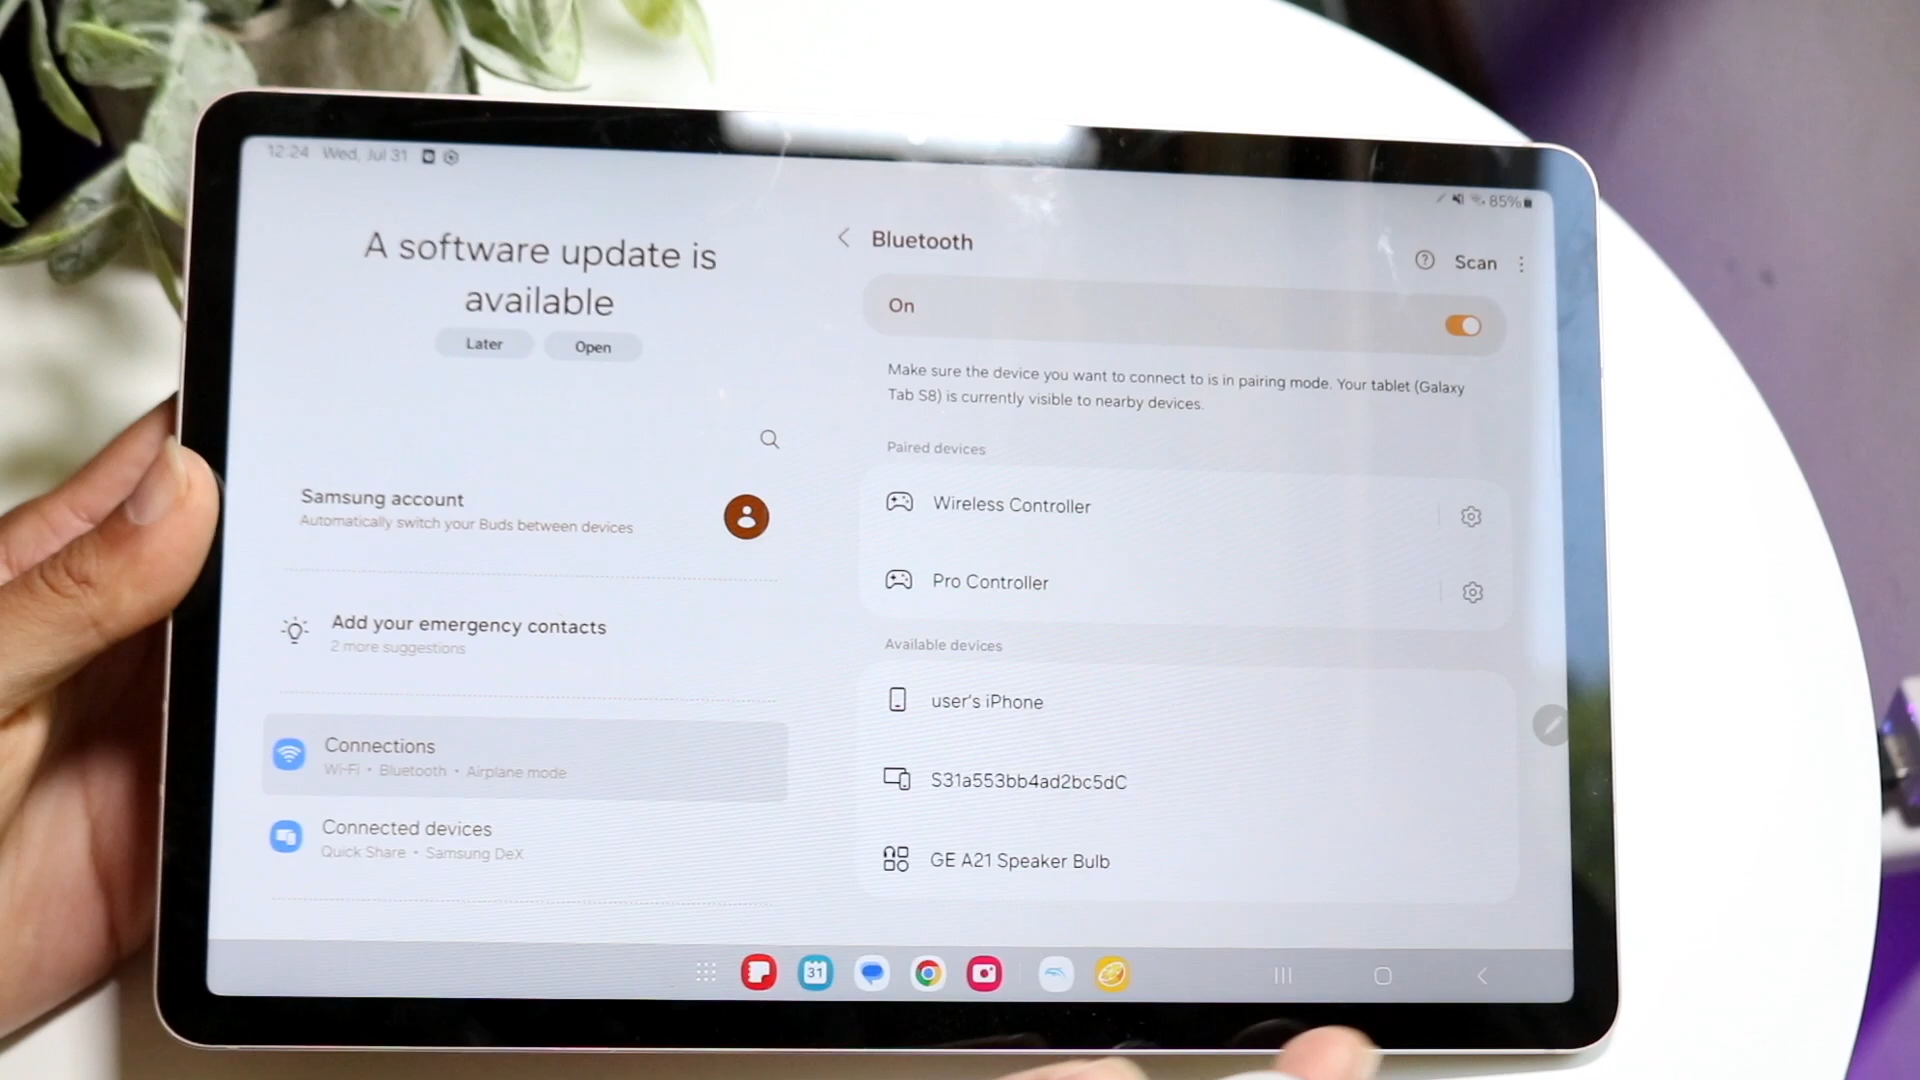 12:24 Wed, Jul 31
85%
A software update is
available
Later
Open
Samsung account
Automatically switch your Buds between devices
Add your emergency contacts
2 more suggestions
Connections
Wi-Fi • Bluetooth • Airplane mode
Connected devices
Quick Share • Samsung DeX
Bluetooth
Scan
On
Make sure the device you want to connect to is in pairing mode. Your tablet (Galaxy
Tab S8) is currently visible to nearby devices.
Paired devices
Wireless Controller
Pro Controller
Available devices
user's iPhone
S31a553bb4ad2bc5dC
GE A21 Speaker Bulb
31